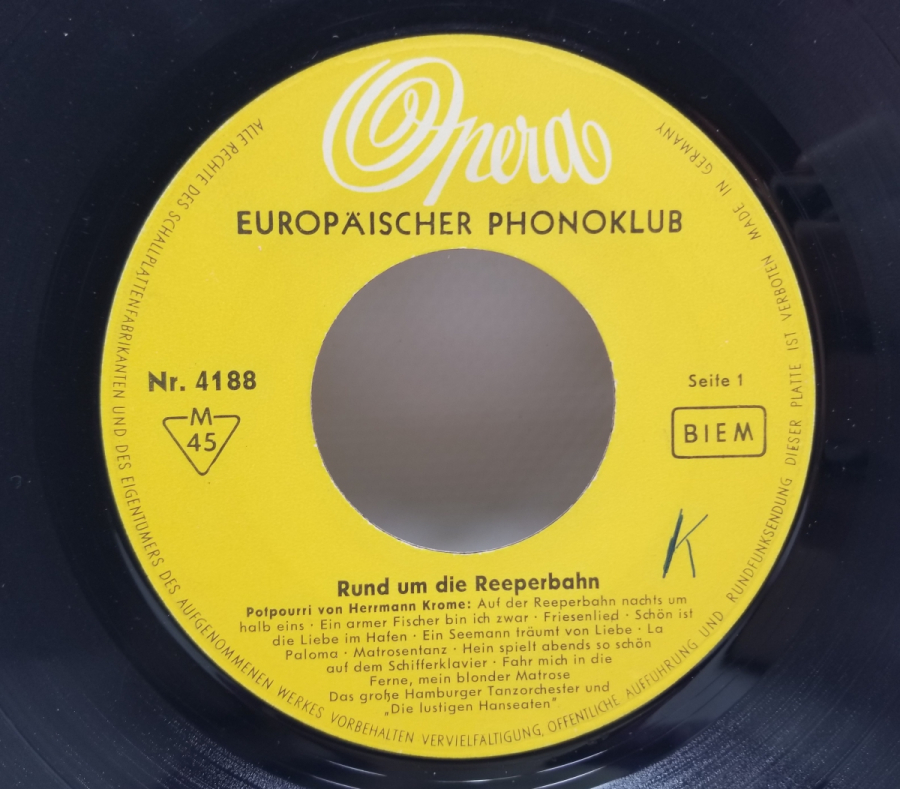 Opera
EUROPÄISCHER PHONOKLUB
Nr. 4188
M
45
Seite 1
BIEM
K
Rund um die Reeperbahn
Potpourri von Herrmann Krome: Auf der Reeperbahn nachts um
halb eins · Ein armer Fischer bin ich zwar · Friesenlied · Schön ist
die Liebe im Hafen · Ein Seemann träumt von Liebe · La
Paloma · Matrosentanz · Hein spielt abends so schön
auf dem Schifferklavier · Fahr mich in die
Ferne, mein blonder Matrose
Das große Hamburger Tanzorchester und
„Die lustigen Hanseaten"
ALLE RECHTE DES SCHALLPLATTENFABRIKANTEN UND DES EIGENTÜMERS DES AUFGENOMMENEN WERKES VORBEHALTEN VERVIELFÄLTIGUNG, ÖFFENTLICHE AUFFÜHRUNG UND RUNDFUNKSENDUNG DIESER PLATTE IST VERBOTEN MADE IN GERMANY